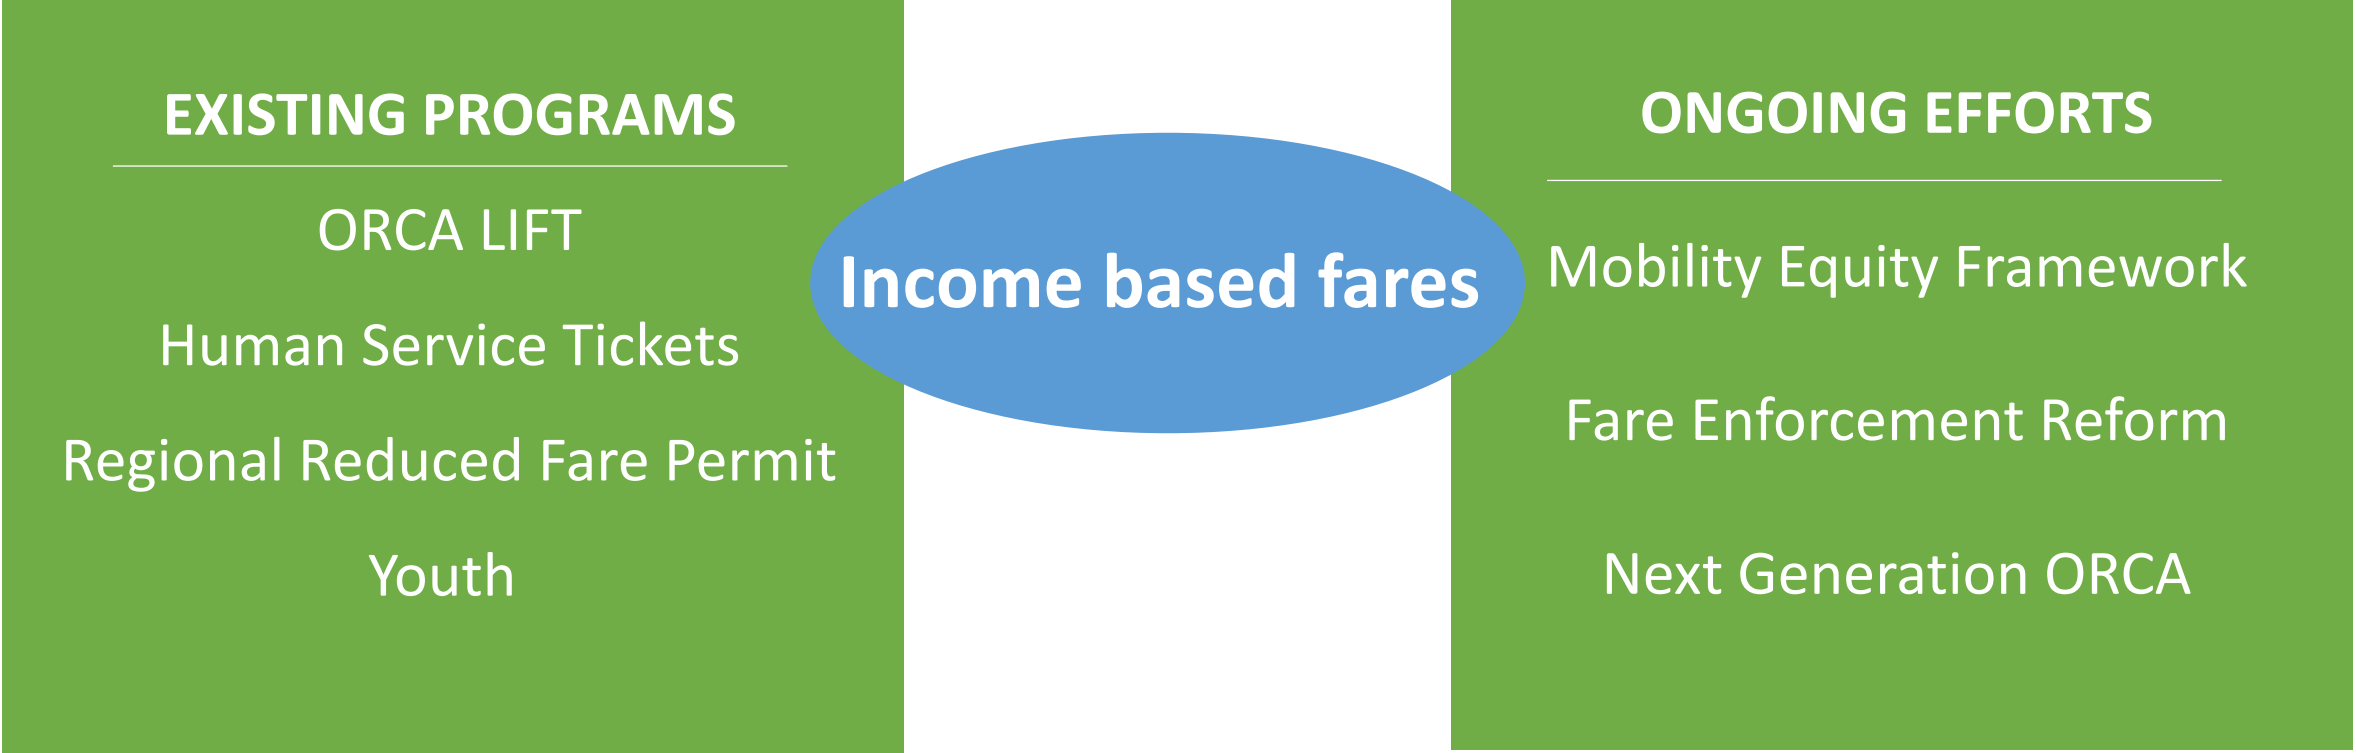 EXISTING PROGRAMS
ORCA LIFT
Human Service Tickets
Regional Reduced Fare Permit
Youth
Income based fares
ONGOING EFFORTS
Mobility Equity Framework
Fare Enforcement Reform
Next Generation ORCA